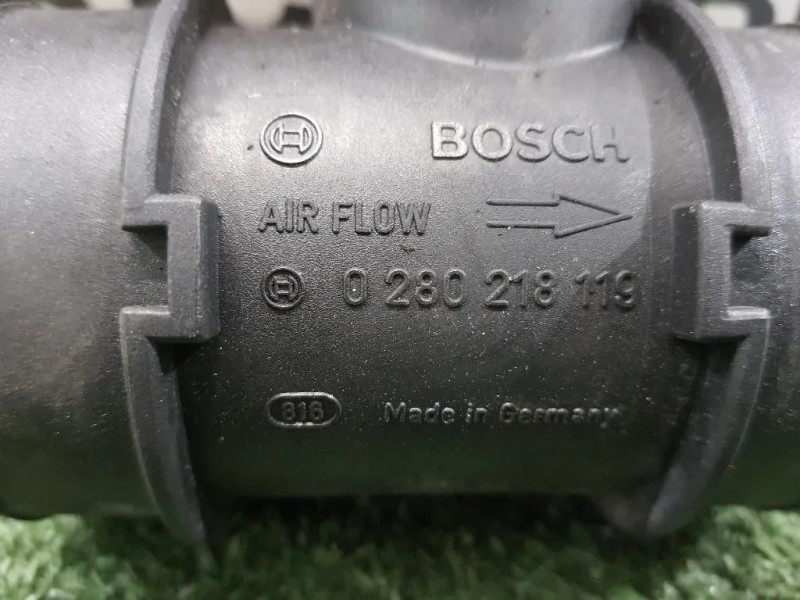 BOSCH
AIR FLOW
0 280 218 119
816
Made in Germany